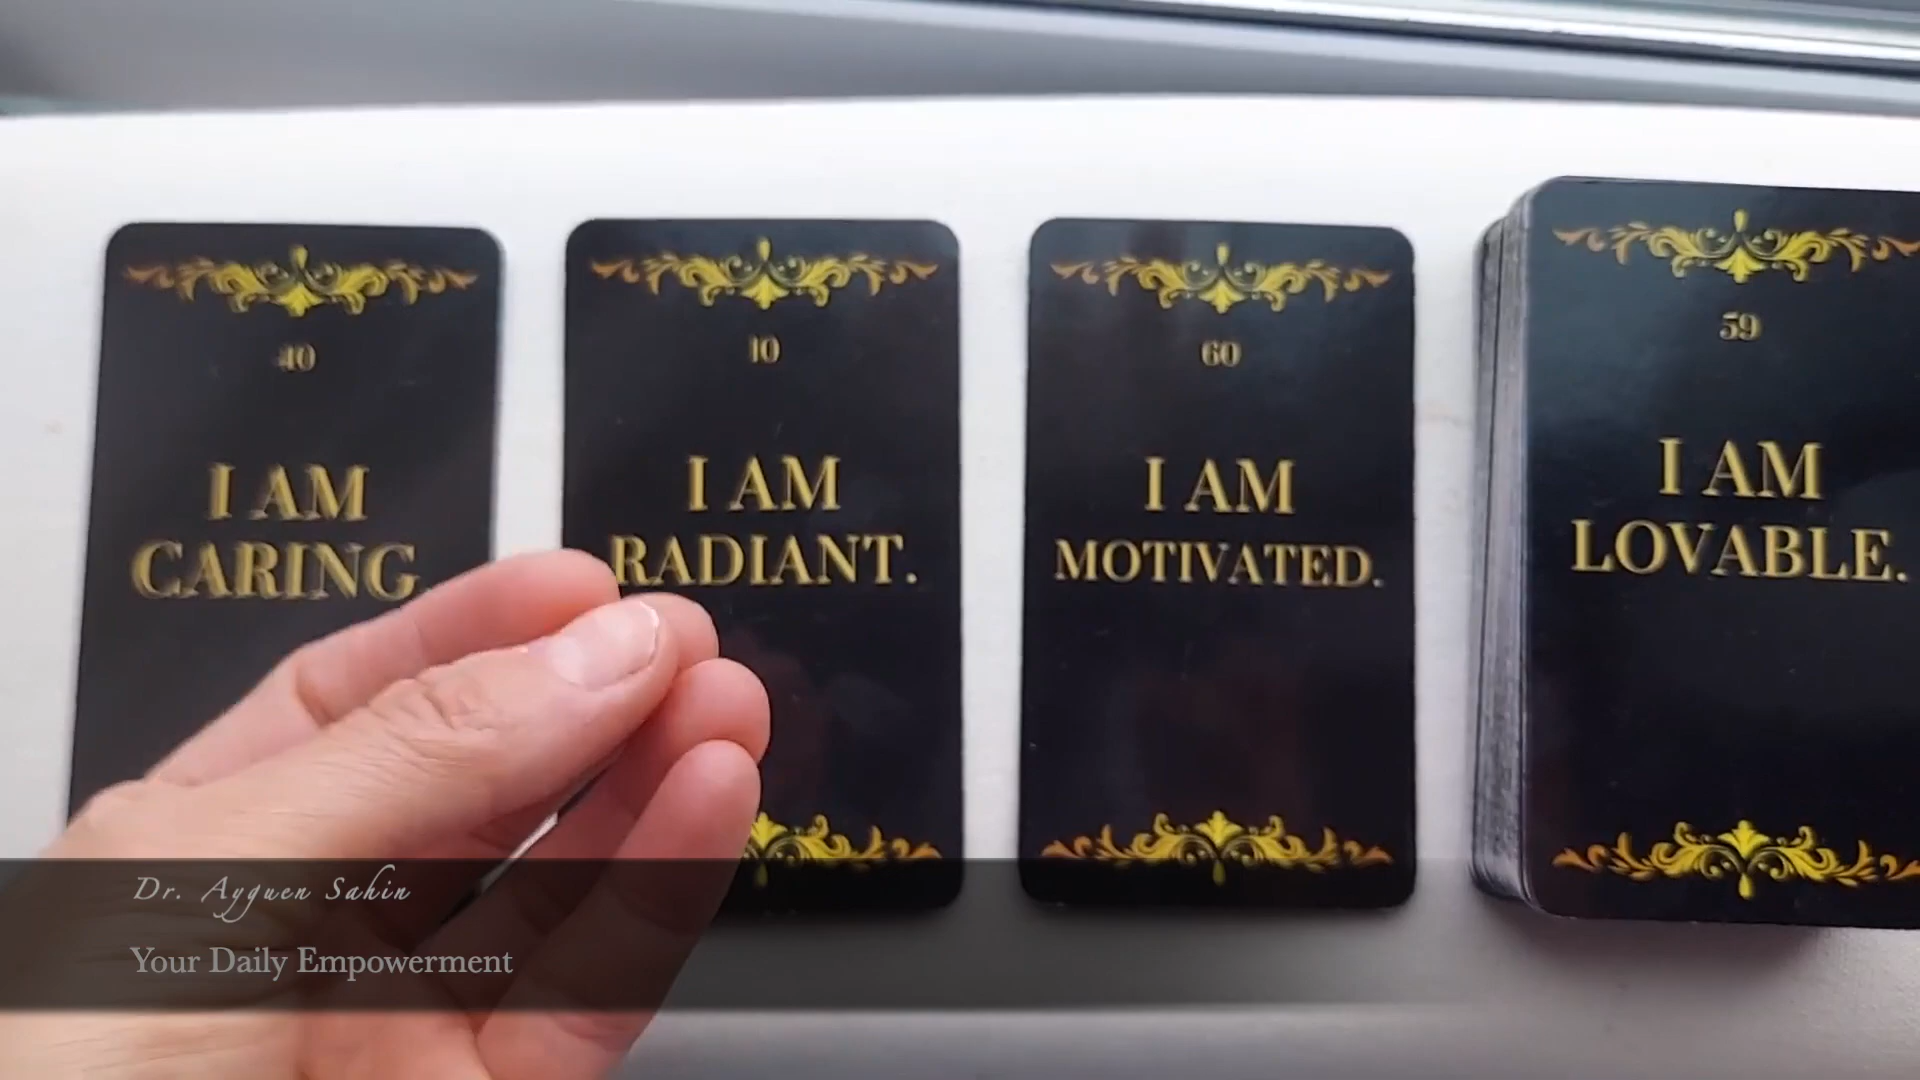 40
I AM
CARING
10
I AM
RADIANT.
60
I AM
MOTIVATED.
59
I AM
LOVABLE.
Dr. Ayguen Sahin
Your Daily Empowerment